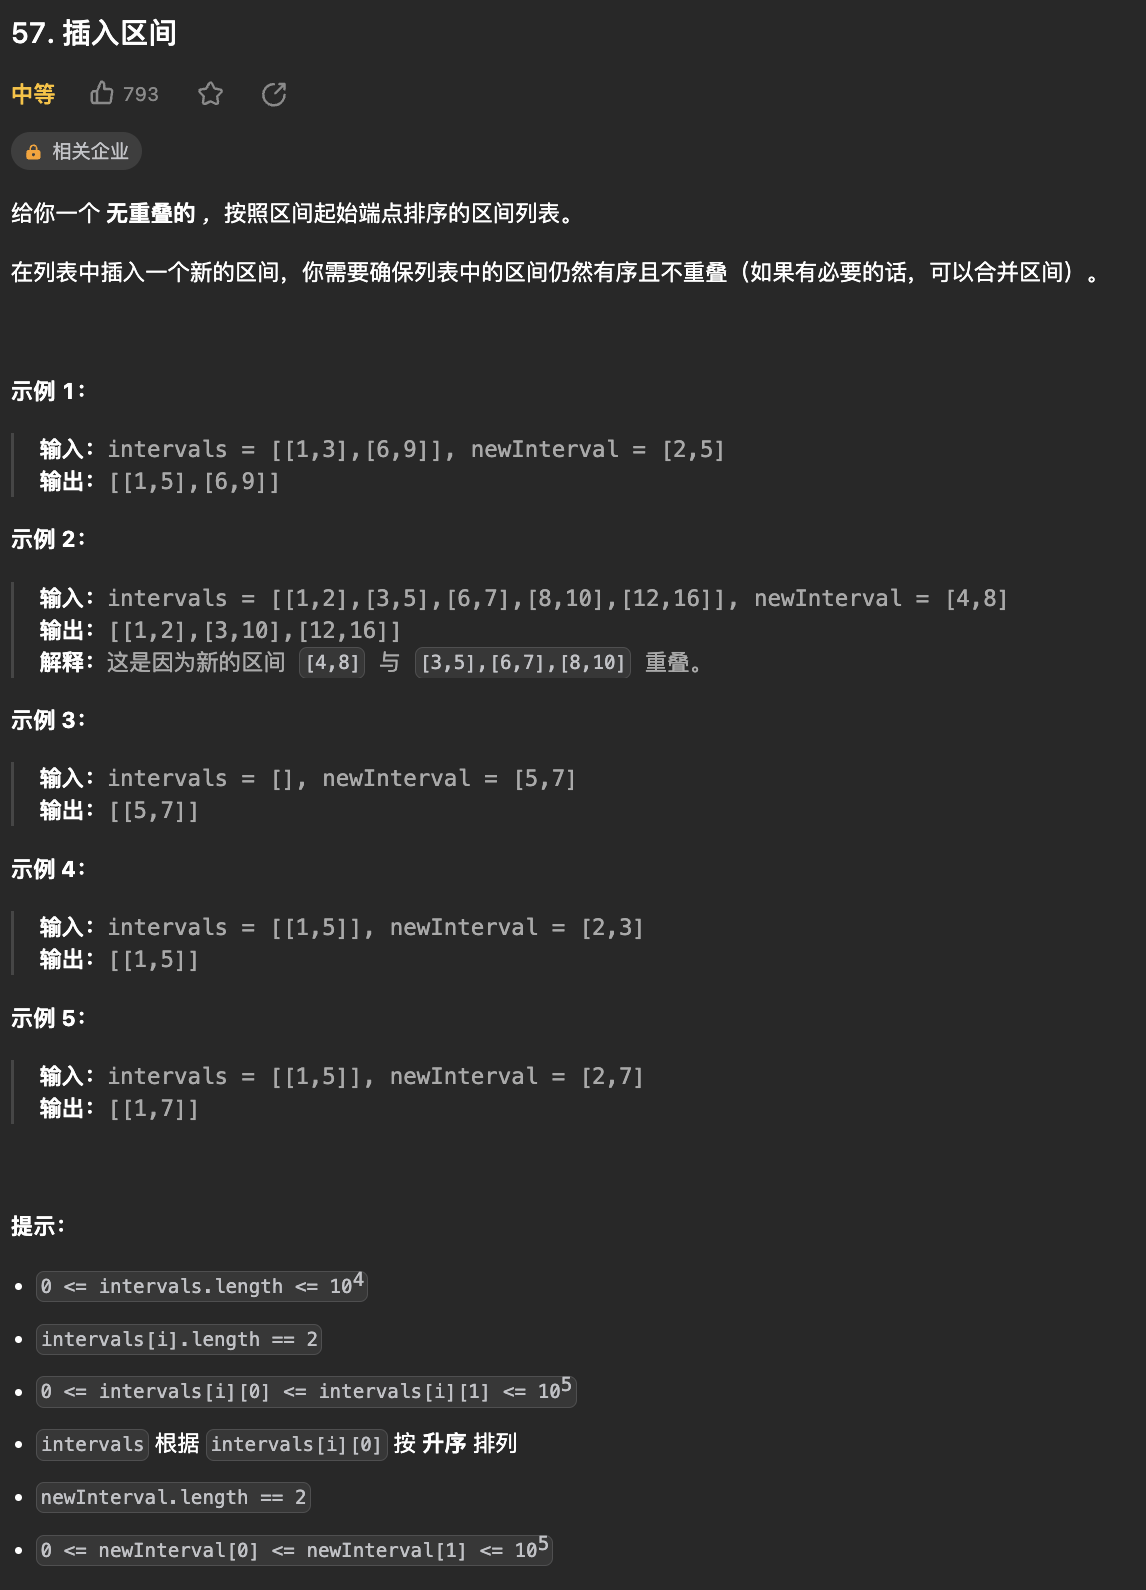 57. 插入区间
中等 793
相关企业
给你一个 无重叠的 ，按照区间起始端点排序的区间列表。
在列表中插入一个新的区间，你需要确保列表中的区间仍然有序且不重叠（如果有必要的话，可以合并区间）。
示例 1：
输入：intervals = [[1,3],[6,9]], newInterval = [2,5]
输出：[[1,5],[6,9]]
示例 2：
输入：intervals = [[1,2],[3,5],[6,7],[8,10],[12,16]], newInterval = [4,8]
输出：[[1,2],[3,10],[12,16]]
解释：这是因为新的区间 [4,8] 与 [3,5],[6,7],[8,10] 重叠。
示例 3：
输入：intervals = [], newInterval = [5,7]
输出：[[5,7]]
示例 4：
输入：intervals = [[1,5]], newInterval = [2,3]
输出：[[1,5]]
示例 5：
输入：intervals = [[1,5]], newInterval = [2,7]
输出：[[1,7]]
提示：
• 0 <= intervals.length <= 10⁴
• intervals[i].length == 2
• 0 <= intervals[i][0] <= intervals[i][1] <= 10⁵
• intervals 根据 intervals[i][0] 按 升序 排列
• newInterval.length == 2
• 0 <= newInterval[0] <= newInterval[1] <= 10⁵